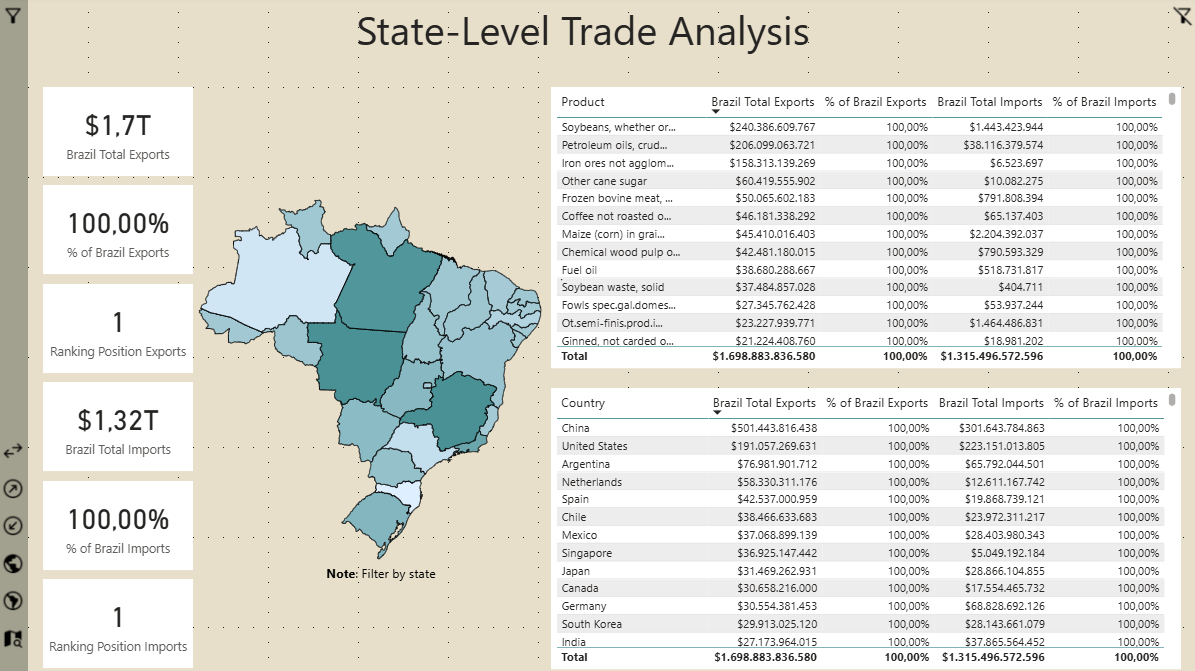 State-Level Trade Analysis
$1,7T
Brazil Total Exports
100,00%
% of Brazil Exports
1
Ranking Position Exports
$1,32T
Brazil Total Imports
100,00%
% of Brazil Imports
1
Ranking Position Imports
Note: Filter by state
Product Brazil Total Exports % of Brazil Exports Brazil Total Imports % of Brazil Imports
Soybeans, whether or... $240.386.609.767 100,00% $1.443.423.944 100,00%
Petroleum oils, crud... $206.099.063.721 100,00% $38.116.379.574 100,00%
Iron ores not agglom... $158.313.139.269 100,00% $6.523.697 100,00%
Other cane sugar $60.419.555.902 100,00% $10.082.275 100,00%
Frozen bovine meat, ... $50.065.602.183 100,00% $791.808.394 100,00%
Coffee not roasted o... $46.181.338.292 100,00% $65.137.403 100,00%
Maize (corn) in grai... $45.410.016.403 100,00% $2.204.392.037 100,00%
Chemical wood pulp o... $42.481.180.015 100,00% $790.593.329 100,00%
Fuel oil $38.680.288.667 100,00% $518.731.817 100,00%
Soybean waste, solid $37.484.857.028 100,00% $404.711 100,00%
Fowls spec.gal.domes... $27.345.762.428 100,00% $53.937.244 100,00%
Ot.semi-finis.prod.i... $23.227.939.771 100,00% $1.464.486.831 100,00%
Ginned, not carded o... $21.224.408.760 100,00% $18.981.202 100,00%
Total $1.698.883.836.580 100,00% $1.315.496.572.596 100,00%
Country Brazil Total Exports % of Brazil Exports Brazil Total Imports % of Brazil Imports
China $501.443.816.438 100,00% $301.643.784.863 100,00%
United States $191.057.269.631 100,00% $223.151.013.805 100,00%
Argentina $76.981.901.712 100,00% $65.792.044.501 100,00%
Netherlands $58.330.311.176 100,00% $12.611.167.742 100,00%
Spain $42.537.000.959 100,00% $19.868.739.121 100,00%
Chile $38.466.633.683 100,00% $23.972.311.217 100,00%
Mexico $37.068.899.139 100,00% $28.403.980.343 100,00%
Singapore $36.925.147.442 100,00% $5.049.192.184 100,00%
Japan $31.469.262.931 100,00% $28.866.104.855 100,00%
Canada $30.658.216.000 100,00% $17.554.465.732 100,00%
Germany $30.554.381.453 100,00% $68.828.692.126 100,00%
South Korea $29.913.025.120 100,00% $28.143.661.079 100,00%
India $27.173.964.015 100,00% $37.865.564.452 100,00%
Total $1.698.883.836.580 100,00% $1.315.496.572.596 100,00%